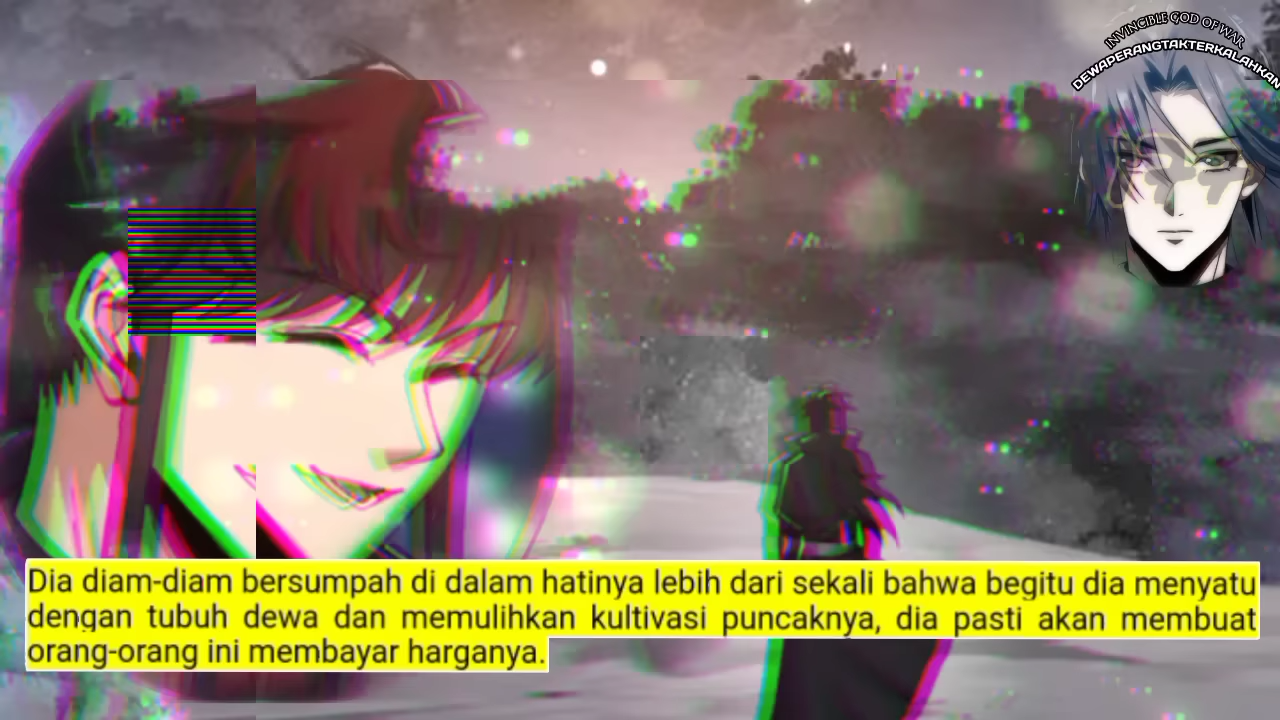 INVINCIBLE GOD OF WAR
DEWAPERANGTAKTERKALAHKAN
Dia diam-diam bersumpah di dalam hatinya lebih dari sekali bahwa begitu dia menyatu
dengan tubuh dewa dan memulihkan kultivasi puncaknya, dia pasti akan membuat
orang-orang ini membayar harganya.